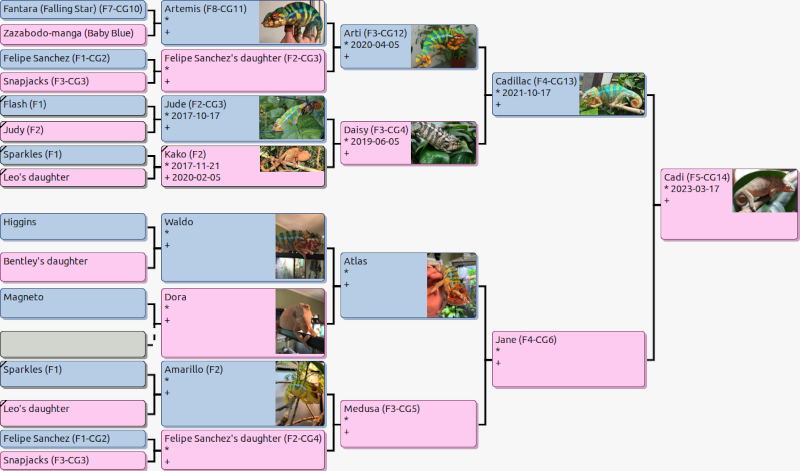 Fantara (Falling Star) (F7-CG10)
Zazabodo-manga (Baby Blue)
Felipe Sanchez (F1-CG2)
Snapjacks (F3-CG3)
Flash (F1)
Judy (F2)
Sparkles (F1)
Leo's daughter
Higgins
Bentley's daughter
Magneto
Sparkles (F1)
Leo's daughter
Felipe Sanchez (F1-CG2)
Snapjacks (F3-CG3)
Artemis (F8-CG11)
*
+
Felipe Sanchez's daughter (F2-CG3)
*
+
Jude (F2-CG3)
* 2017-10-17
+
Kako (F2)
* 2017-11-21
+ 2020-02-05
Waldo
*
+
Dora
*
+
Amarillo (F2)
*
+
Felipe Sanchez's daughter (F2-CG4)
*
+
Arti (F3-CG12)
* 2020-04-05
+
Daisy (F3-CG4)
* 2019-06-05
+
Atlas
*
+
Medusa (F3-CG5)
*
+
Cadillac (F4-CG13)
* 2021-10-17
+
Jane (F4-CG6)
*
+
Cadi (F5-CG14)
* 2023-03-17
+